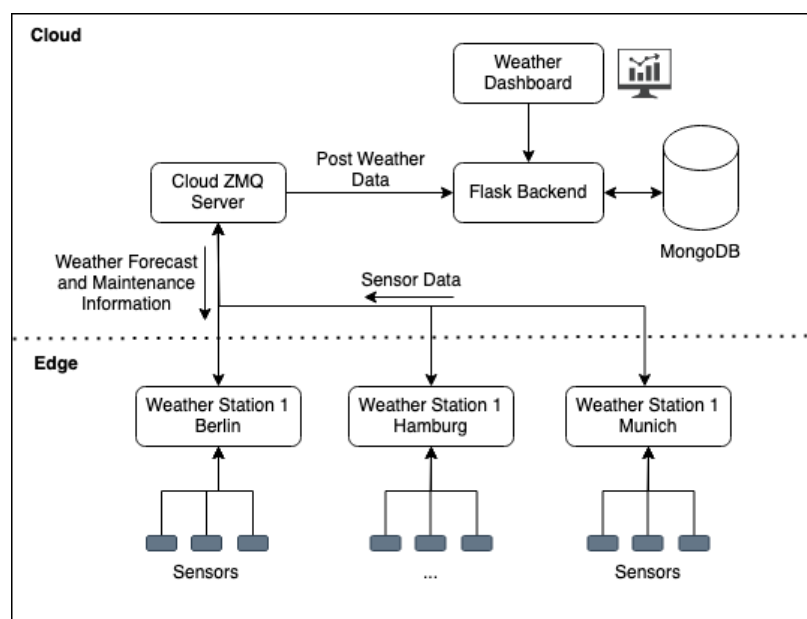 Cloud
Weather
Dashboard
Post Weather
Data
Cloud ZMQ
Server
Flask Backend
MongoDB
Weather Forecast
and Maintenance
Information
Sensor Data
Edge
Weather Station 1
Berlin
Weather Station 1
Hamburg
Weather Station 1
Munich
Sensors
...
Sensors